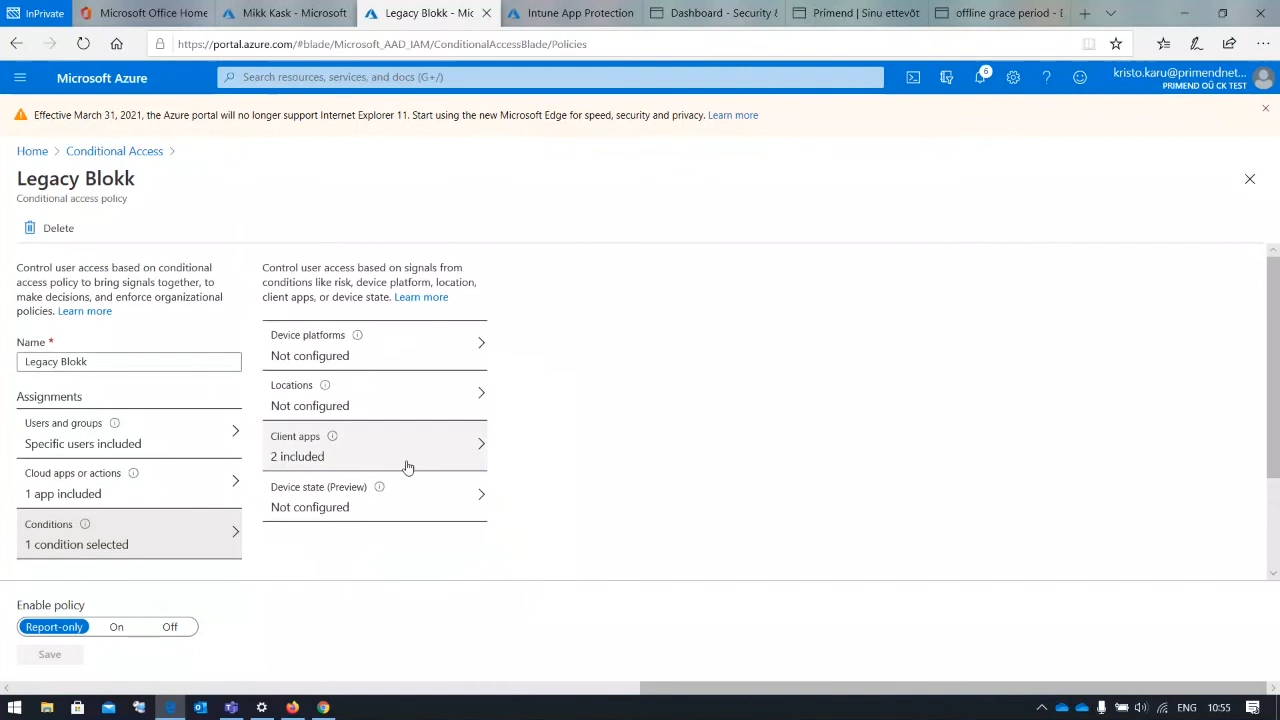 InPrivate
Microsoft Office Home
Mikk Kask - Microsoft
Legacy Blokk - Mic
Intune App Protection
Dashboard - Security &
Primend | Sinu ettevõt
offline grace period - E
https://portal.azure.com/#blade/Microsoft_AAD_IAM/ConditionalAccessBlade/Policies
Microsoft Azure
Search resources, services, and docs (G+/)
6
kristo.karu@primendnet...
PRIMEND OÜ CK TEST
Effective March 31, 2021, the Azure portal will no longer support Internet Explorer 11. Start using the new Microsoft Edge for speed, security and privacy. Learn more
Home > Conditional Access >
Legacy Blokk
Conditional access policy
Delete
Control user access based on conditional
access policy to bring signals together, to
make decisions, and enforce organizational
policies. Learn more
Name *
Legacy Blokk
Assignments
Users and groups
Specific users included
Cloud apps or actions
1 app included
Conditions
1 condition selected
Control user access based on signals from
conditions like risk, device platform, location,
client apps, or device state. Learn more
Device platforms
Not configured
Locations
Not configured
Client apps
2 included
Device state (Preview)
Not configured
Enable policy
Report-only On Off
Save
ENG 10:55